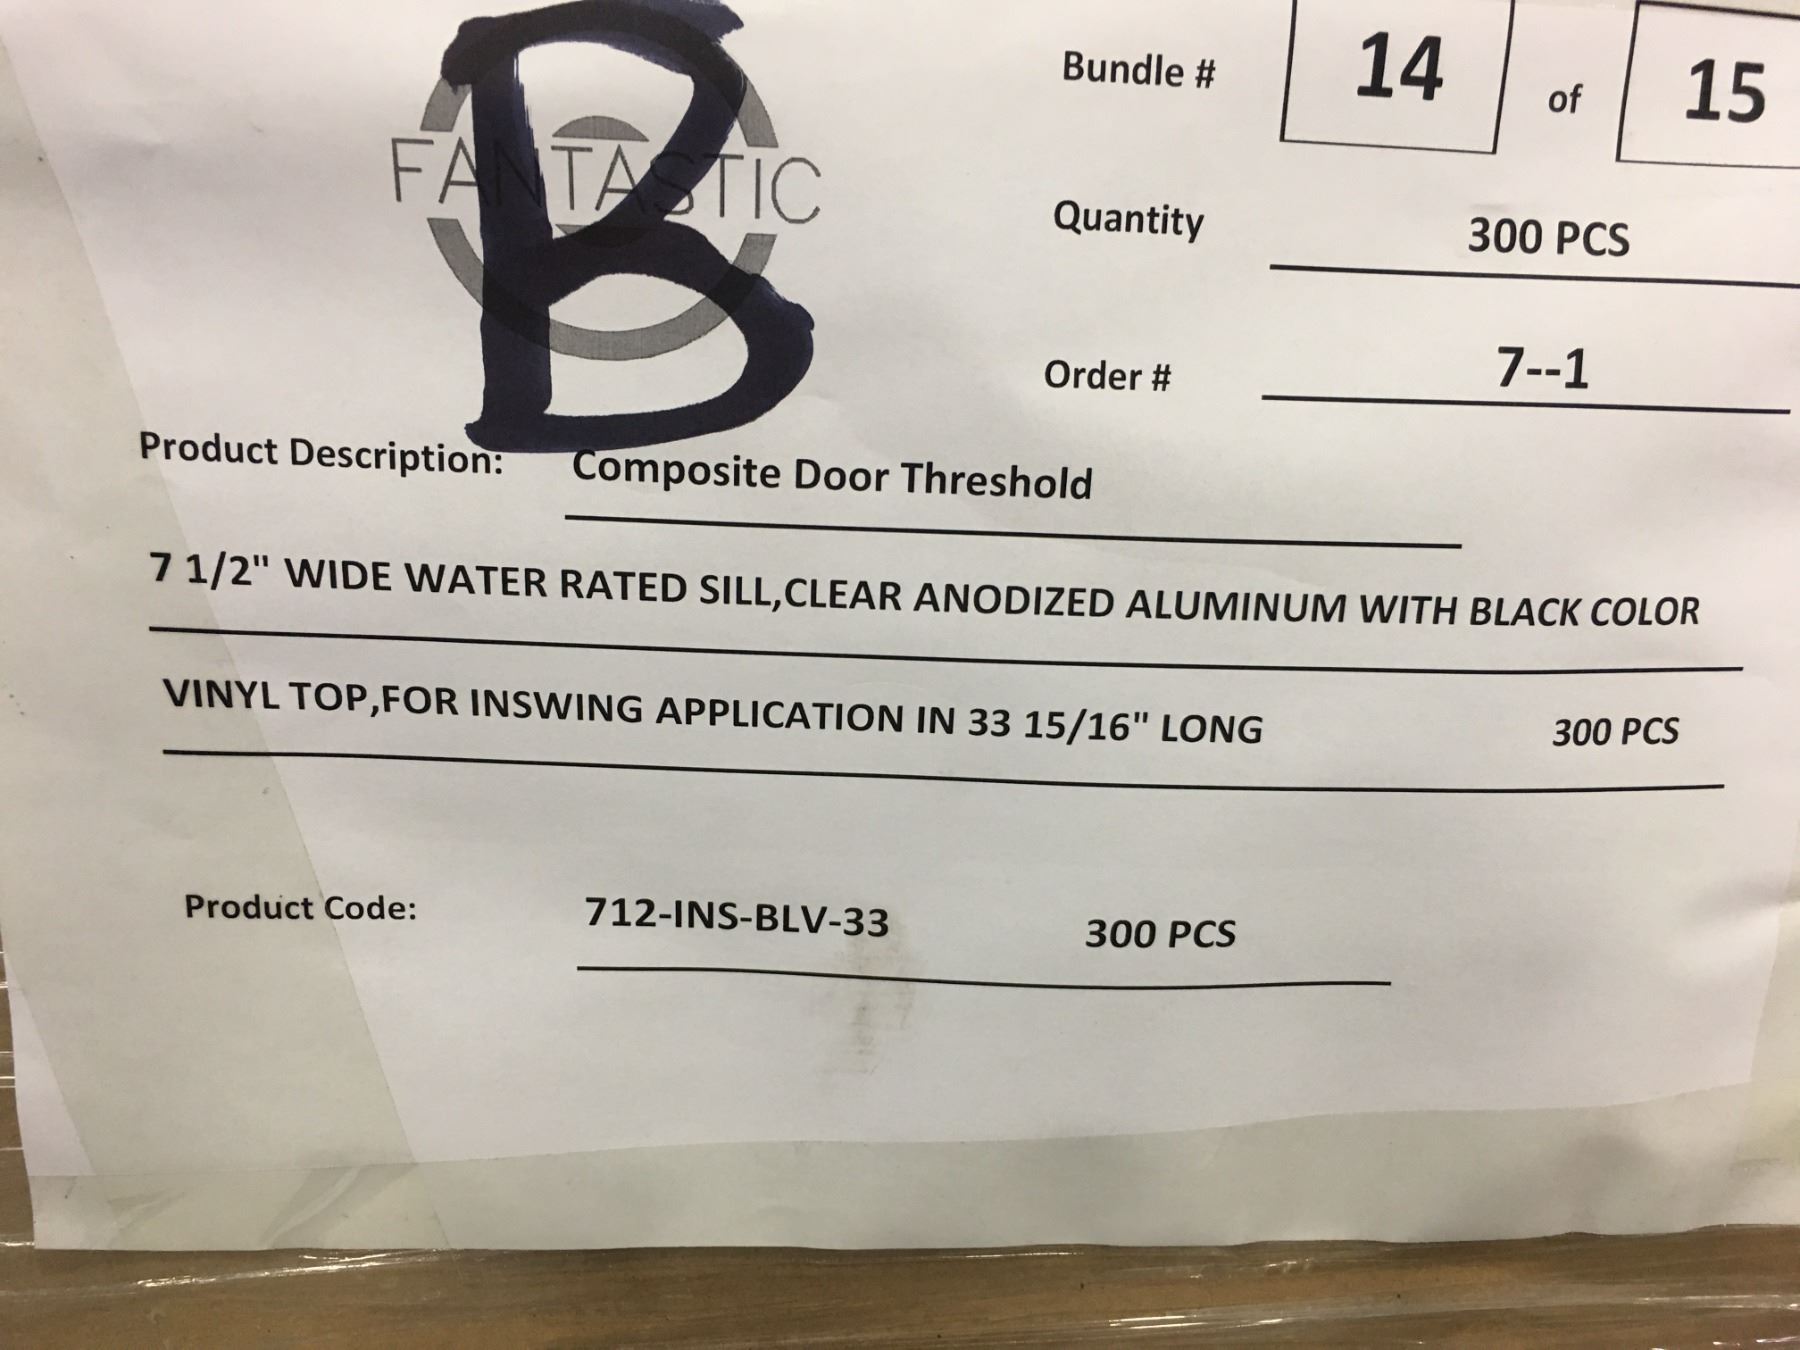 B
FANTASTIC
Bundle # 14 of 15
Quantity 300 PCS
Order # 7--1
Product Description: Composite Door Threshold
7 1/2" WIDE WATER RATED SILL,CLEAR ANODIZED ALUMINUM WITH BLACK COLOR
VINYL TOP,FOR INSWING APPLICATION IN 33 15/16" LONG 300 PCS
Product Code: 712-INS-BLV-33 300 PCS